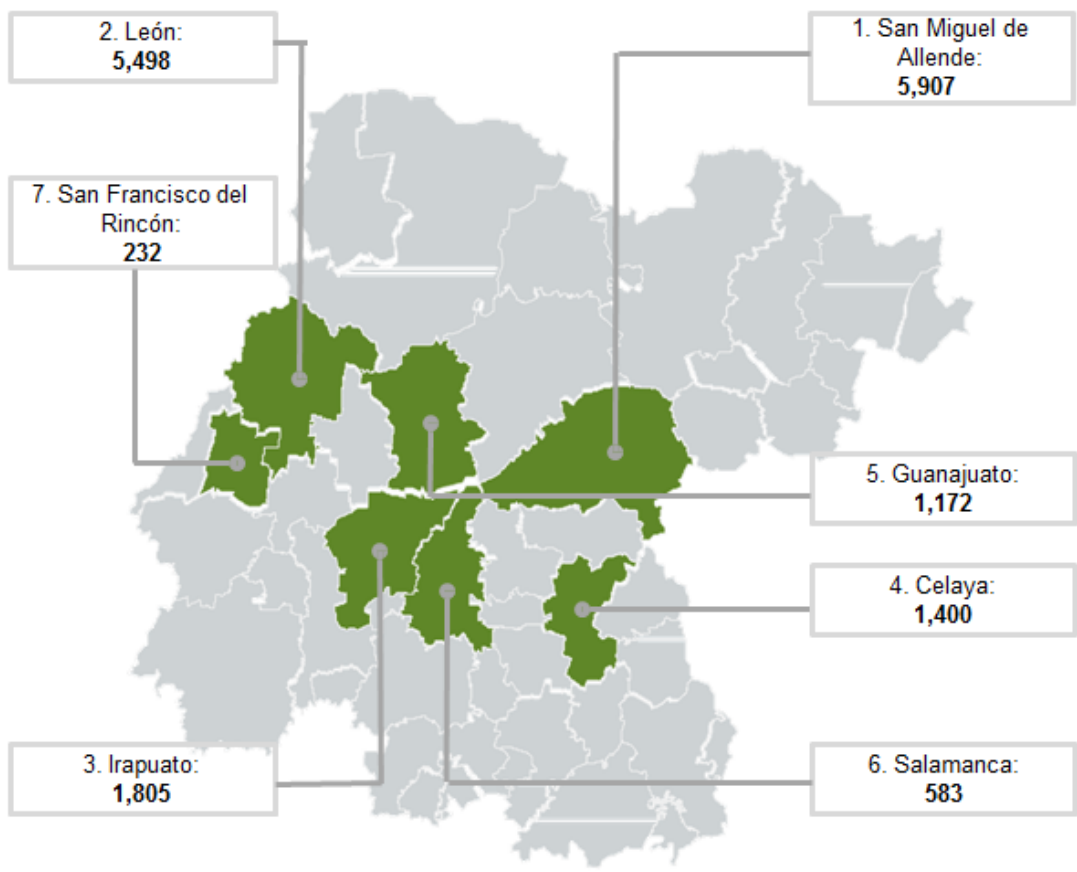 2. León:
5,498
1. San Miguel de
Allende:
5,907
7. San Francisco del
Rincón:
232
5. Guanajuato:
1,172
4. Celaya:
1,400
3. Irapuato:
1,805
6. Salamanca:
583